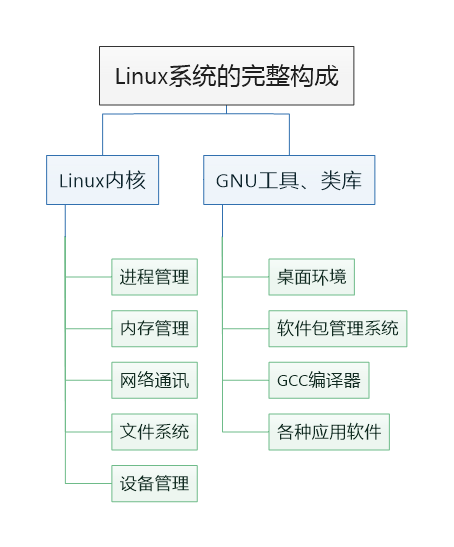 Linux系统的完整构成
Linux内核
GNU工具、类库
进程管理
内存管理
网络通讯
文件系统
设备管理
桌面环境
软件包管理系统
GCC编译器
各种应用软件